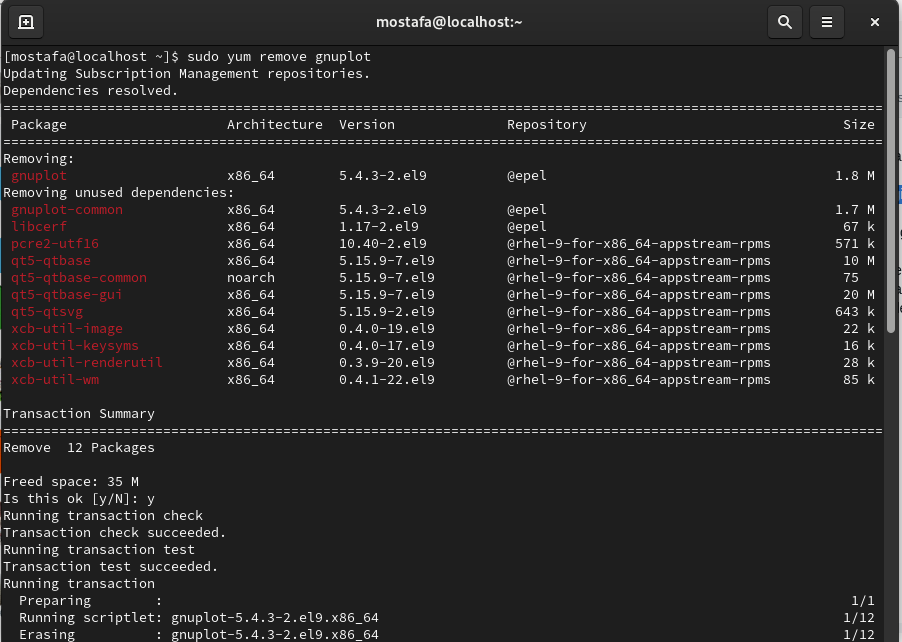 mostafa@localhost:~
[mostafa@localhost ~]$ sudo yum remove gnuplot
Updating Subscription Management repositories.
Dependencies resolved.
================================================================================
Package Architecture Version Repository Size
================================================================================
Removing:
gnuplot x86_64 5.4.3-2.el9 @epel 1.8 M
Removing unused dependencies:
gnuplot-common x86_64 5.4.3-2.el9 @epel 1.7 M
libcerf x86_64 1.17-2.el9 @epel 67 k
pcre2-utf16 x86_64 10.40-2.el9 @rhel-9-for-x86_64-appstream-rpms 571 k
qt5-qtbase x86_64 5.15.9-7.el9 @rhel-9-for-x86_64-appstream-rpms 10 M
qt5-qtbase-common noarch 5.15.9-7.el9 @rhel-9-for-x86_64-appstream-rpms 75
qt5-qtbase-gui x86_64 5.15.9-7.el9 @rhel-9-for-x86_64-appstream-rpms 20 M
qt5-qtsvg x86_64 5.15.9-2.el9 @rhel-9-for-x86_64-appstream-rpms 643 k
xcb-util-image x86_64 0.4.0-19.el9 @rhel-9-for-x86_64-appstream-rpms 22 k
xcb-util-keysyms x86_64 0.4.0-17.el9 @rhel-9-for-x86_64-appstream-rpms 16 k
xcb-util-renderutil x86_64 0.3.9-20.el9 @rhel-9-for-x86_64-appstream-rpms 28 k
xcb-util-wm x86_64 0.4.1-22.el9 @rhel-9-for-x86_64-appstream-rpms 85 k
Transaction Summary
================================================================================
Remove 12 Packages
Freed space: 35 M
Is this ok [y/N]: y
Running transaction check
Transaction check succeeded.
Running transaction test
Transaction test succeeded.
Running transaction
Preparing : 1/1
Running scriptlet: gnuplot-5.4.3-2.el9.x86_64 1/12
Erasing : gnuplot-5.4.3-2.el9.x86_64 1/12